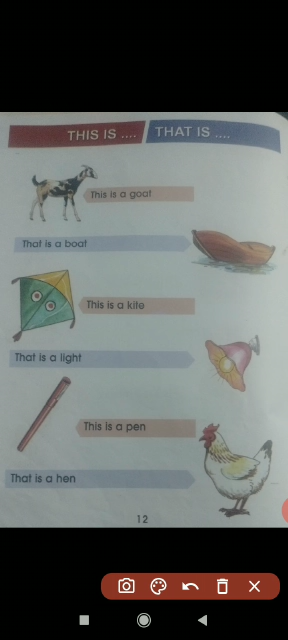 THIS IS .... THAT IS ....
This is a goat
That is a boat
This is a kite
That is a light
This is a pen
That is a hen
12